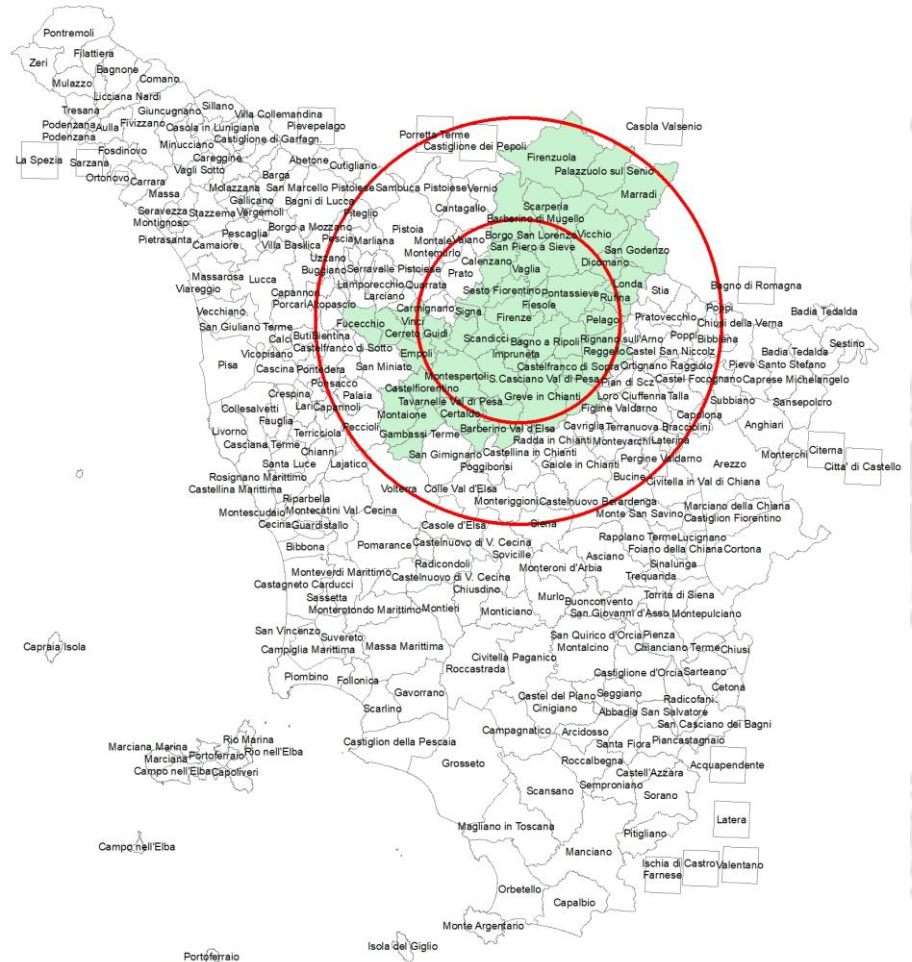 Pontremoli
Zeri
Filattiera
Bagnone
Mulazzo
Comano
Licciana Nardi
Tresana
Giuncugnano
Sillano
Villa Collemandina
Podenzana
Aulla
Fivizzano
Casola in Lunigiana
Pievepelago
Podenzana
Minucciano
Castiglione di Garfagn.
Porretta Terme
Castiglione dei Pepoli
Casola Valsenio
La Spezia
Sarzana
Fosdinovo
Careggine
Abetone
Cutigliano
Firenzuola
Ortonovo
Carrara
Vagli Sotto
Barga
Palazzuolo sul Senio
Massa
Molazzana
San Marcello Pistoiese
Sambuca Pistoiese
Vernio
Marradi
Gallicano
Bagni di Lucca
Seravezza
Stazzema
Vergemoli
Piteglio
Cantagallo
Scarperia
Montignoso
Barberino di Mugello
Pescaglia
Borgo a Mozzano
Pistoia
Borgo San Lorenzo
Vicchio
Pietrasanta
Camaiore
Villa Basilica
Pescia
Marliana
Montale
Vaiano
San Piero a Sieve
San Godenzo
Uzzano
Montemurlo
Calenzano
Dicomano
Massarosa
Lucca
Buggiano
Serravalle Pistoiese
Prato
Vaglia
Viareggio
Capannori
Lamporecchio
Quarrata
Sesto Fiorentino
Pontassieve
Londa
Stia
Bagno di Romagna
Porcari
Altopascio
Larciano
Carmignano
Signa
Fiesole
Rufina
Vecchiano
Fucecchio
Vinci
Firenze
Pelago
Pratovecchio
Poppi
Badia Tedalda
San Giuliano Terme
Calci
Buti
Bientina
Cerreto Guidi
Scandicci
Bagno a Ripoli
Rignano sull'Arno
Poppi
Chiusi della Verna
Bibbiena
Sestino
Vicopisano
Castelfranco di Sotto
Empoli
Impruneta
Reggello
Castel San Niccolz
Badia Tedalda
Pisa
Cascina
Pontedera
San Miniato
Castelfranco di Sopra
Ortignano Raggiolo
Pieve Santo Stefano
Ponsacco
Montespertoli
S. Casciano Val di Pesa
Pian di Scz
Castel Focognano
Caprese Michelangelo
Crespina
Palaia
Castelfiorentino
Greve in Chianti
Loro Ciuffenna
Talla
Subbiano
Sansepolcro
Collesalvetti
Lari
Capannoli
Tavarnelle Val di Pesa
Figline Valdarno
Fauglia
Montaione
Certaldo
Capolona
Anghiari
Livorno
Terricciola
Peccioli
Gambassi Terme
Barberino Val d'Elsa
Cavriglia
Terranuova Bracciolini
Casciana Terme
Radda in Chianti
Montevarchi
Laterina
Chianni
San Gimignano
Castellina in Chianti
Pergine Valdarno
Monterchi
Citerna
Santa Luce
Lajatico
Poggibonsi
Gaiole in Chianti
Arezzo
Citta' di Castello
Rosignano Marittimo
Bucine
Civitella in Val di Chiana
Castellina Marittima
Riparbella
Volterra
Colle Val d'Elsa
Monteriggioni
Castelnuovo Berardenga
Marciano della Chiana
Montescudaio
Montecatini Val. Cecina
Monte San Savino
Castiglion Fiorentino
Cecina
Guardistallo
Casole d'Elsa
Siena
Bibbona
Pomarance
Castelnuovo di V. Cecina
Rapolano Terme
Lucignano
Sovicille
Asciano
Foiano della Chiana
Cortona
Radicondoli
Monteroni d'Arbia
Sinalunga
Monteverdi Marittimo
Castelnuovo di V. Cecina
Trequanda
Castagneto Carducci
Chiusdino
Murlo
Torrita di Siena
Sassetta
Buonconvento
Monterotondo Marittimo
Montieri
Monticiano
San Giovanni d'Asso
Montepulciano
San Vincenzo
Suvereto
San Quirico d'Orcia
Pienza
Capraia Isola
Campiglia Marittima
Massa Marittima
Montalcino
Chianciano Terme
Chiusi
Civitella Paganico
Piombino
Follonica
Roccastrada
Castiglione d'Orcia
Sarteano
Gavorrano
Castel del Piano
Seggiano
Radicofani
Cetona
Scarlino
Cinigiano
Abbadia San Salvatore
Rio Marina
Campagnatico
Arcidosso
San Casciano dei Bagni
Marciana Marina
Portoferraio
Rio nell'Elba
Castiglion della Pescaia
Santa Fiora
Piancastagnaio
Marciana
Grosseto
Roccalbegna
Acquapendente
Campo nell'Elba
Capoliveri
Castell'Azzara
Scansano
Semproniano
Sorano
Latera
Magliano in Toscana
Pitigliano
Campo nell'Elba
Manciano
Ischia di
Farnese
Castro
Valentano
Orbetello
Capalbio
Monte Argentario
Isola del Giglio
Portoferraio